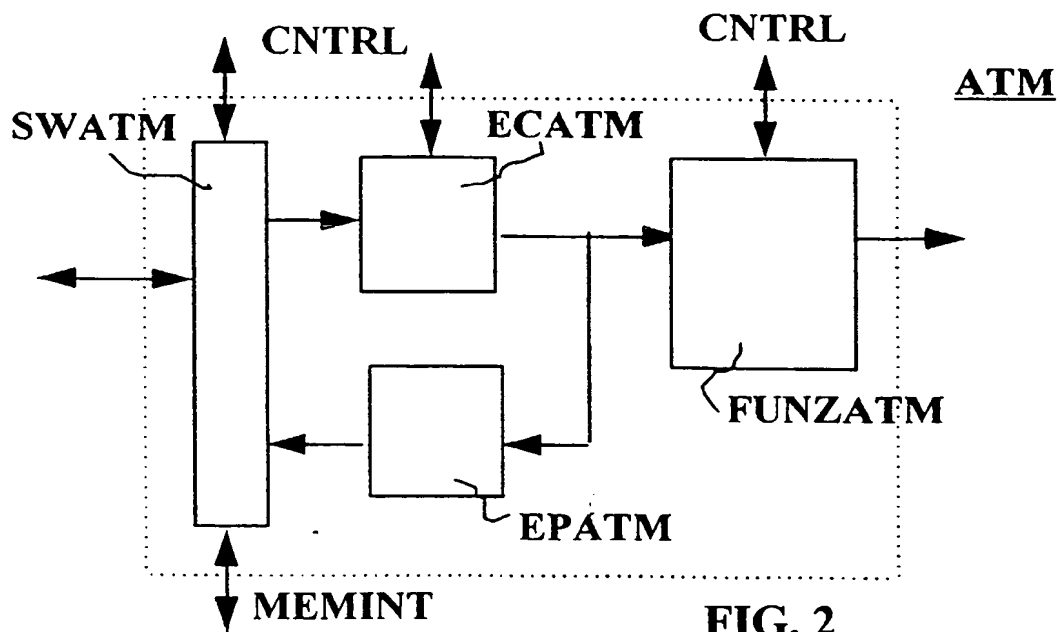 CNTRL
CNTRL
ATM
SWATM
ECATM
FUNZATM
EPATM
MEMINT
FIG. 2